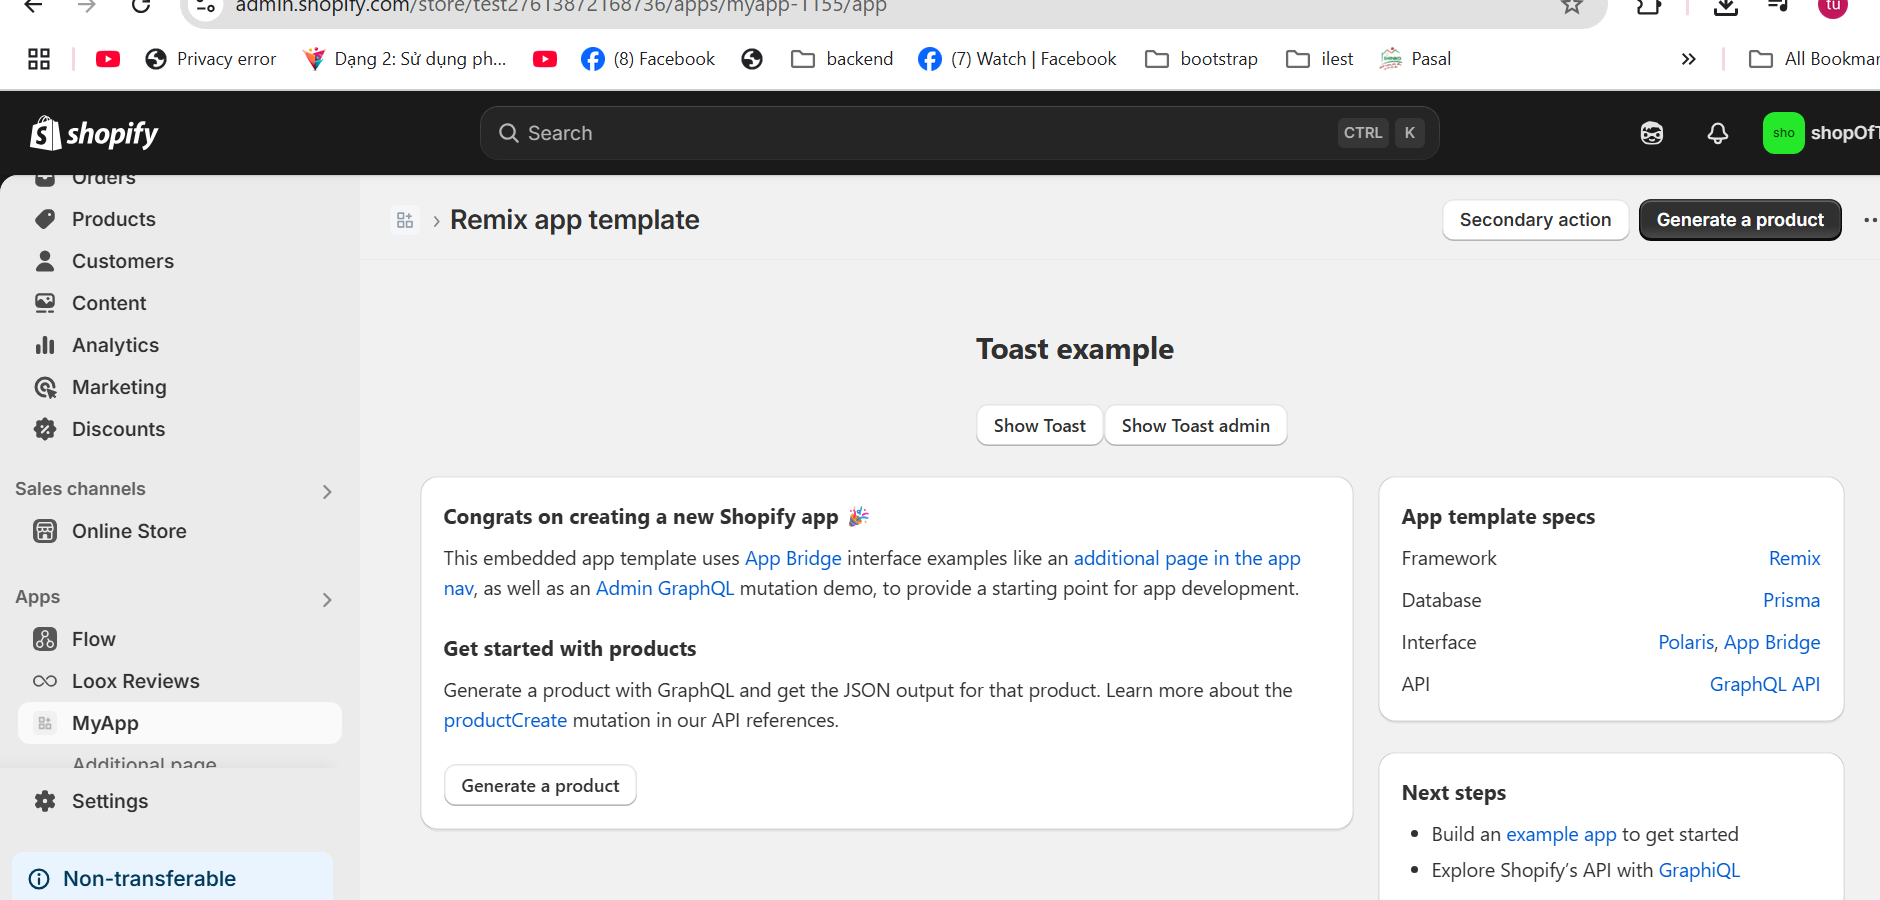 admin.shopify.com/store/test27613872168736/apps/myapp-1155/app
tu
Privacy error
Dạng 2: Sử dụng ph...
(8) Facebook
backend
(7) Watch | Facebook
bootstrap
ilest
Pasal
All Bookmar
shopify
Search
CTRL K
sho
shopOfT
Orders
Products
Customers
Content
Analytics
Marketing
Discounts
Sales channels
Online Store
Apps
Flow
Loox Reviews
MyApp
Additional page
Settings
Non-transferable
Remix app template
Secondary action
Generate a product
Toast example
Show Toast
Show Toast admin
Congrats on creating a new Shopify app 🎉
This embedded app template uses App Bridge interface examples like an additional page in the app
nav, as well as an Admin GraphQL mutation demo, to provide a starting point for app development.
Get started with products
Generate a product with GraphQL and get the JSON output for that product. Learn more about the
productCreate mutation in our API references.
Generate a product
App template specs
Framework Remix
Database Prisma
Interface Polaris, App Bridge
API GraphQL API
Next steps
• Build an example app to get started
• Explore Shopify’s API with GraphiQL